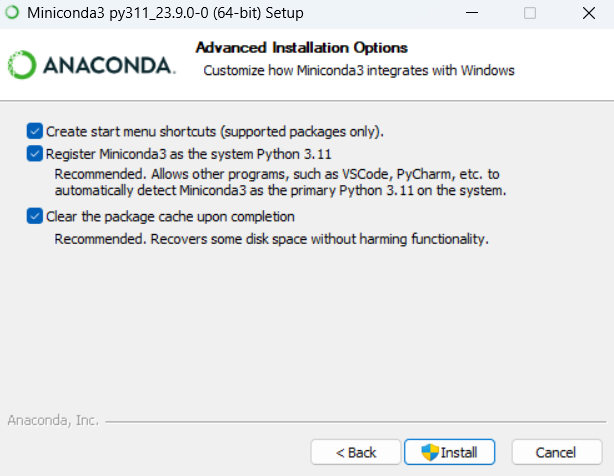 Miniconda3 py311_23.9.0-0 (64-bit) Setup
ANACONDA.
Advanced Installation Options
Customize how Miniconda3 integrates with Windows
Create start menu shortcuts (supported packages only).
Register Miniconda3 as the system Python 3.11
Recommended. Allows other programs, such as VSCode, PyCharm, etc. to
automatically detect Miniconda3 as the primary Python 3.11 on the system.
Clear the package cache upon completion
Recommended. Recovers some disk space without harming functionality.
Anaconda, Inc.
< Back
Install
Cancel